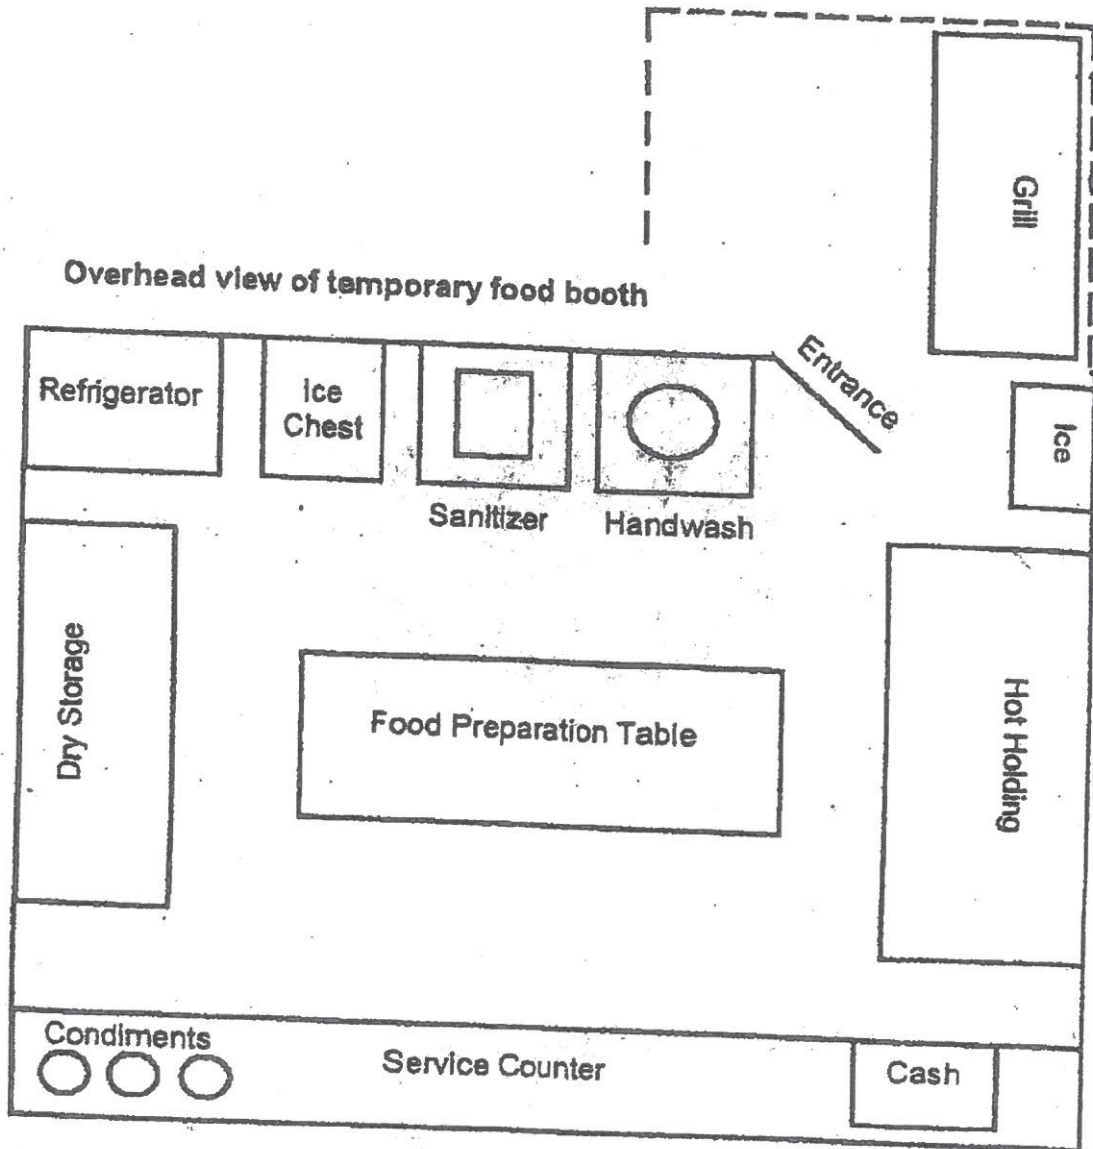 Grill
Overhead view of temporary food booth
Entrance
Refrigerator
Ice
Chest
Ice
Sanitizer
Handwash
Dry Storage
Food Preparation Table
Hot Holding
Condiments
Service Counter
Cash